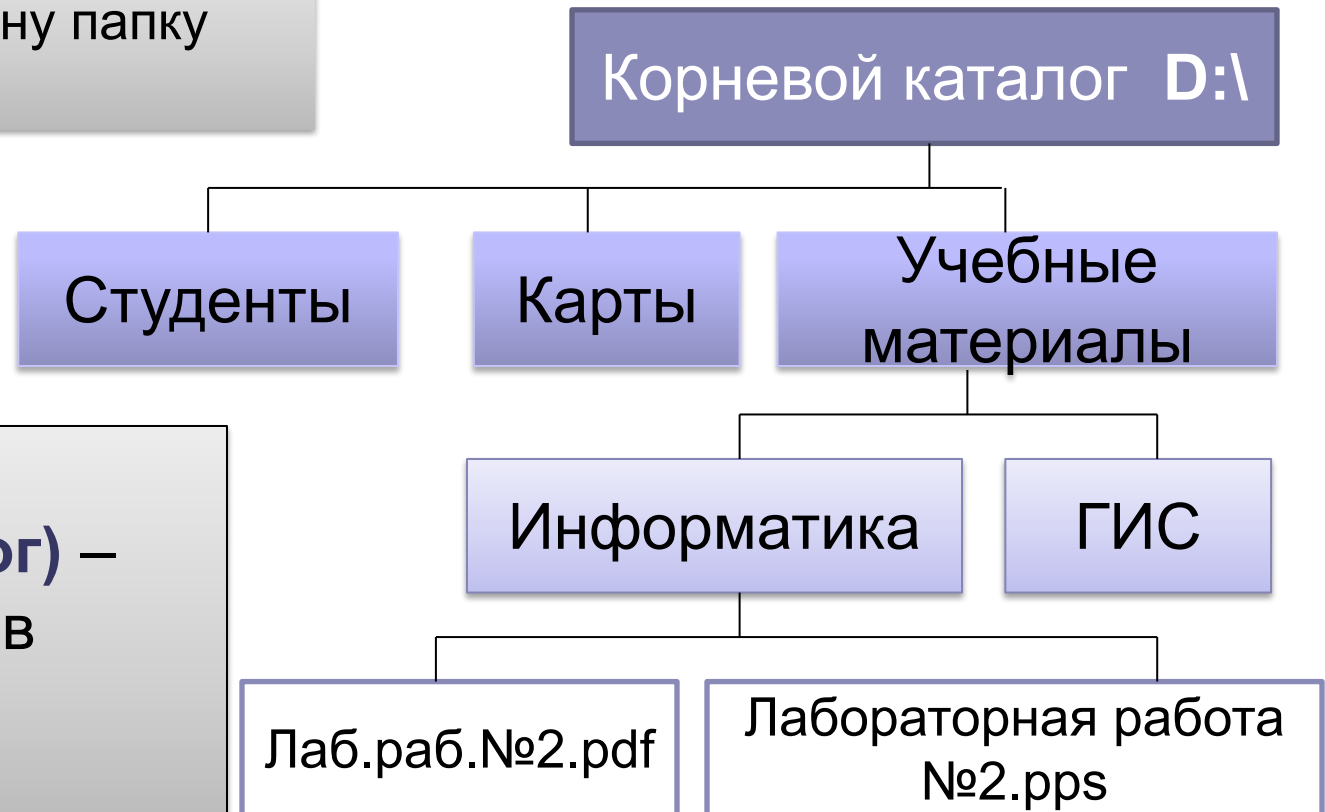 ну папку
Корневой каталог D:\
Студенты
Карты
Учебные
материалы
Информатика
ГИС
ог) –
в
Лаб.раб.№2.pdf
Лабораторная работа
№2.pps